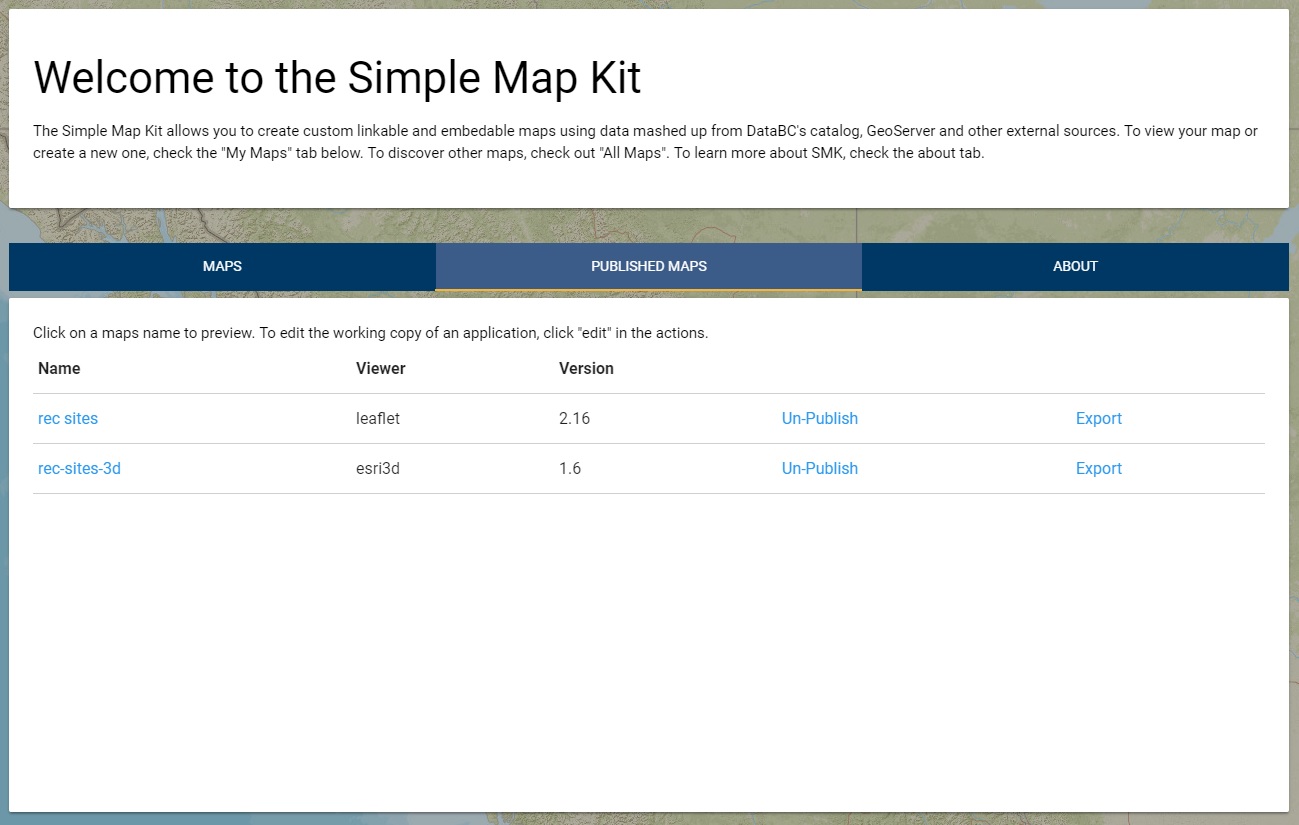 Welcome to the Simple Map Kit
The Simple Map Kit allows you to create custom linkable and embedable maps using data mashed up from DataBC's catalog, GeoServer and other external sources. To view your map or
create a new one, check the "My Maps" tab below. To discover other maps, check out "All Maps". To learn more about SMK, check the about tab.
MAPS PUBLISHED MAPS ABOUT
Click on a maps name to preview. To edit the working copy of an application, click "edit" in the actions.
Name Viewer Version
rec sites leaflet 2.16 Un-Publish Export
rec-sites-3d esri3d 1.6 Un-Publish Export